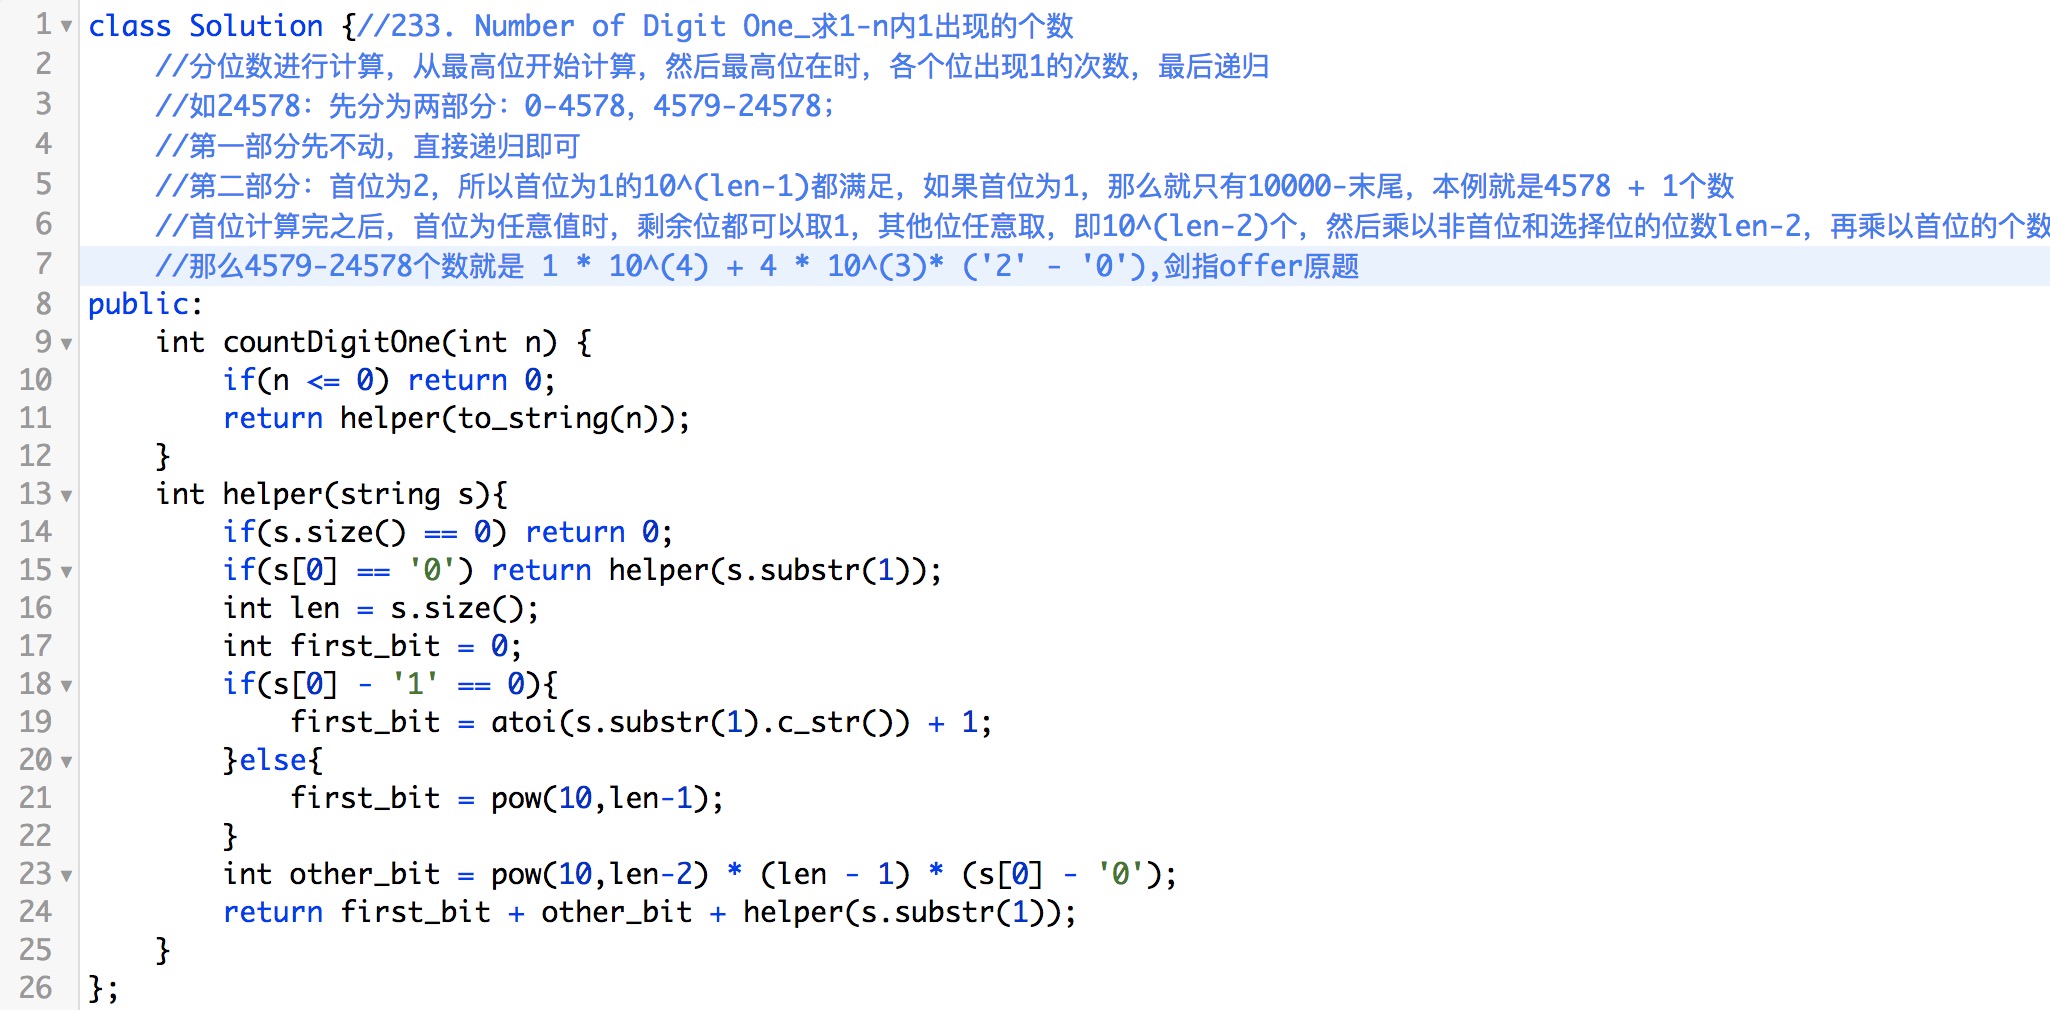 1 class Solution {//233. Number of Digit One_求1-n内1出现的个数
2 //分位数进行计算，从最高位开始计算，然后最高位在时，各个位出现1的次数，最后递归
3 //如24578：先分为两部分：0-4578，4579-24578；
4 //第一部分先不动，直接递归即可
5 //第二部分：首位为2，所以首位为1的10^(len-1)都满足，如果首位为1，那么就只有10000-末尾，本例就是4578 + 1个数
6 //首位计算完之后，首位为任意值时，剩余位都可以取1，其他位任意取，即10^(len-2)个，然后乘以非首位和选择位的位数len-2，再乘以首位的个数
7 //那么4579-24578个数就是 1 * 10^(4) + 4 * 10^(3)* ('2' - '0'),剑指offer原题
8 public:
9 int countDigitOne(int n) {
10 if(n <= 0) return 0;
11 return helper(to_string(n));
12 }
13 int helper(string s){
14 if(s.size() == 0) return 0;
15 if(s[0] == '0') return helper(s.substr(1));
16 int len = s.size();
17 int first_bit = 0;
18 if(s[0] - '1' == 0){
19 first_bit = atoi(s.substr(1).c_str()) + 1;
20 }else{
21 first_bit = pow(10,len-1);
22 }
23 int other_bit = pow(10,len-2) * (len - 1) * (s[0] - '0');
24 return first_bit + other_bit + helper(s.substr(1));
25 }
26 };